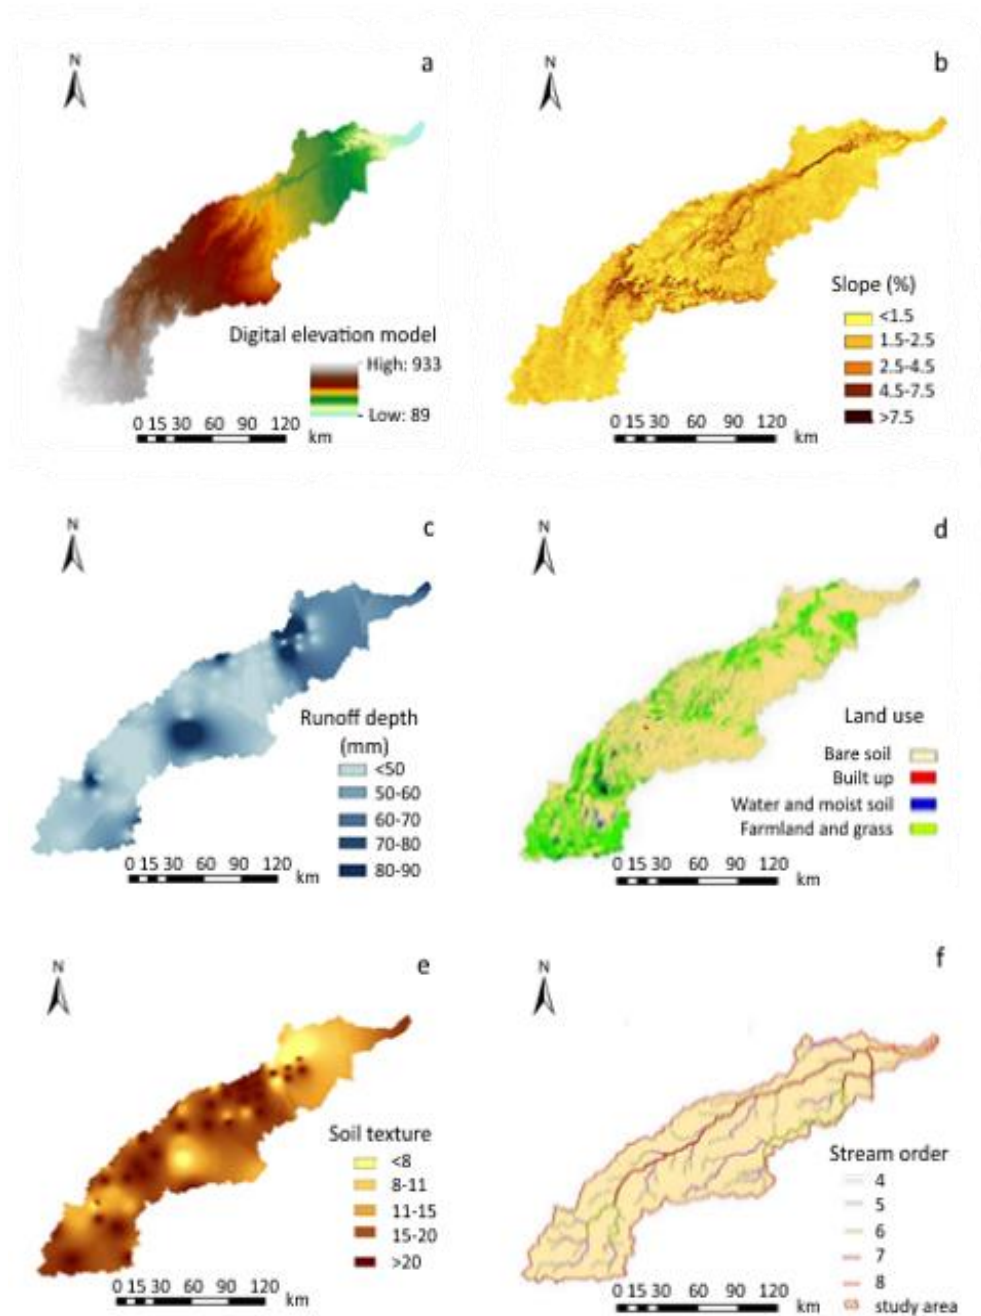 N
a
Digital elevation model
High: 933
Low: 89
0 15 30 60 90 120
km
N
b
Slope (%)
<1.5
1.5-2.5
2.5-4.5
4.5-7.5
>7.5
0 15 30 60 90 120
km
N
c
Runoff depth
(mm)
<50
50-60
60-70
70-80
80-90
0 15 30 60 90 120
km
N
d
Land use
Bare soil
Built up
Water and moist soil
Farmland and grass
0 15 30 60 90 120
km
N
e
Soil texture
<8
8-11
11-15
15-20
>20
0 15 30 60 90 120
km
N
f
Stream order
4
5
6
7
8
study area
0 15 30 60 90 120
km